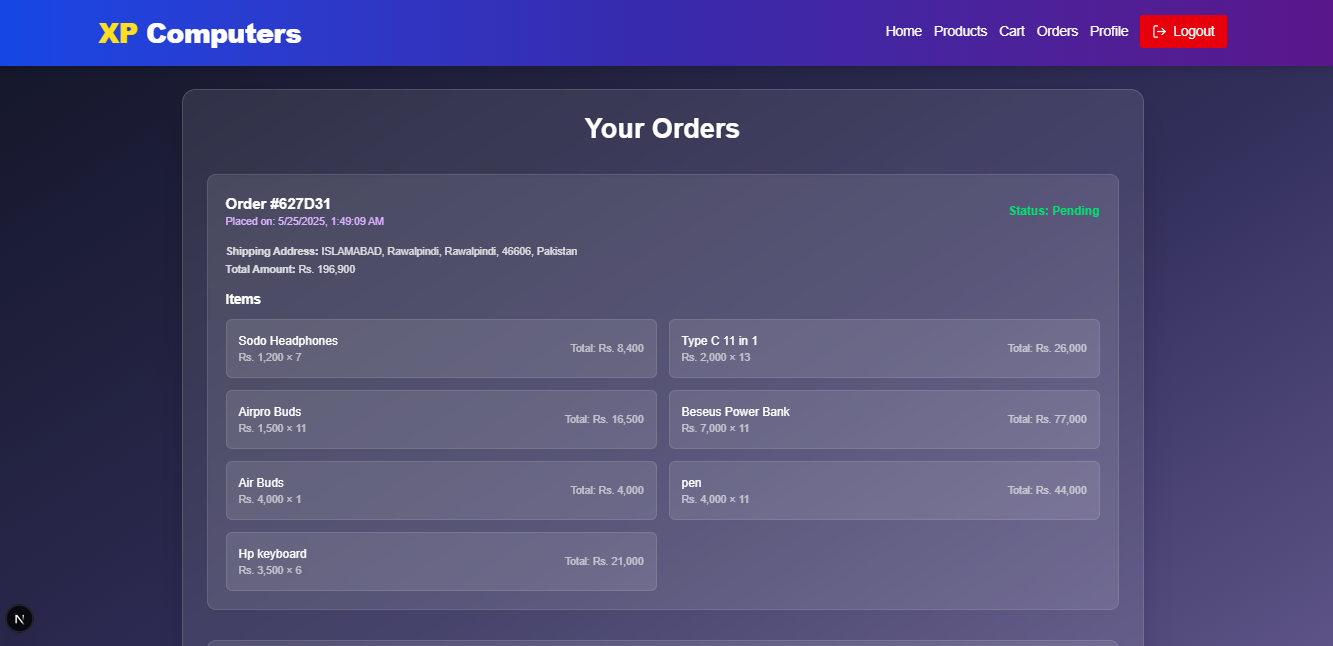 XP Computers
Home Products Cart Orders Profile Logout
Your Orders
Order #627D31
Placed on: 5/25/2025, 1:49:09 AM
Status: Pending
Shipping Address: ISLAMABAD, Rawalpindi, Rawalpindi, 46606, Pakistan
Total Amount: Rs. 196,900
Items
Sodo Headphones
Rs. 1,200 × 7
Total: Rs. 8,400
Type C 11 in 1
Rs. 2,000 × 13
Total: Rs. 26,000
Airpro Buds
Rs. 1,500 × 11
Total: Rs. 16,500
Beseus Power Bank
Rs. 7,000 × 11
Total: Rs. 77,000
Air Buds
Rs. 4,000 × 1
Total: Rs. 4,000
pen
Rs. 4,000 × 11
Total: Rs. 44,000
Hp keyboard
Rs. 3,500 × 6
Total: Rs. 21,000
N